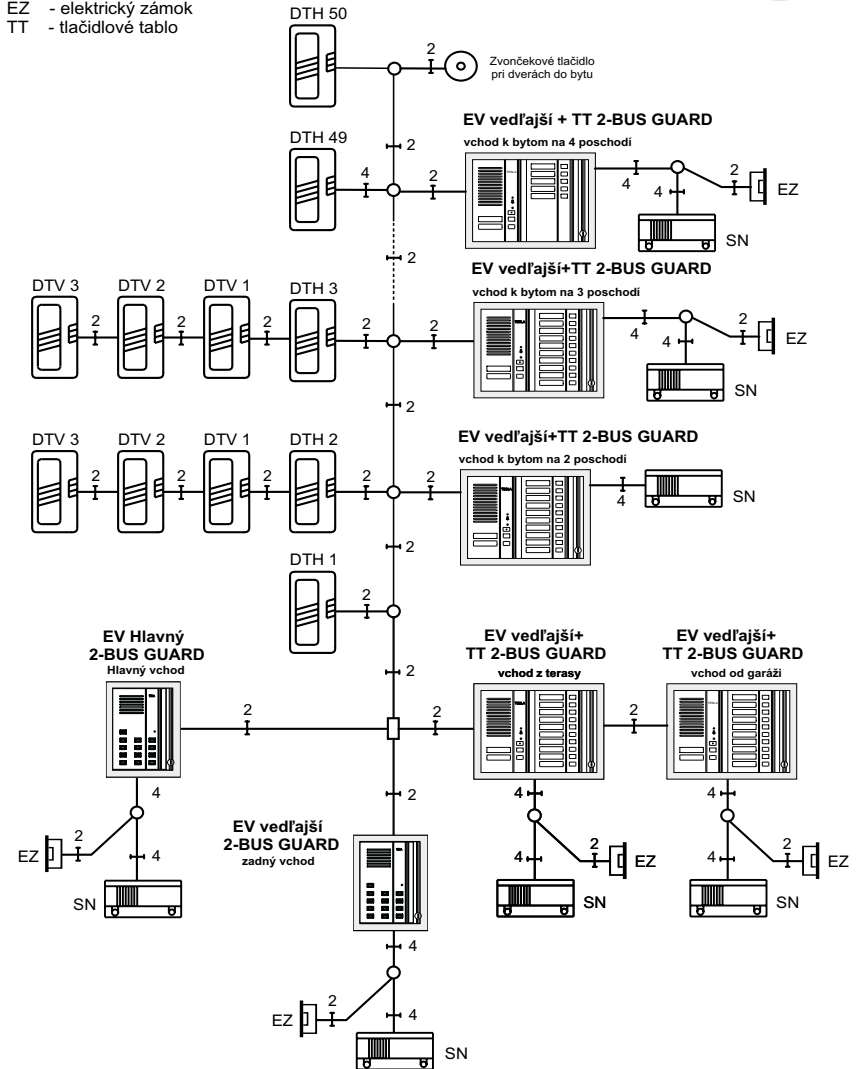 EZ - elektrický zámok
TT - tlačidlové tablo
DTH 50
2
Zvončekové tlačidlo
pri dverách do bytu
2
EV vedľajší + TT 2-BUS GUARD
vchod k bytom na 4 poschodí
DTH 49
4
2
4
4
2
EZ
SN
2
EV vedľajší+TT 2-BUS GUARD
vchod k bytom na 3 poschodí
DTV 3
DTV 2
DTV 1
DTH 3
2
2
2
2
2
4
4
2
EZ
SN
2
EV vedľajší+TT 2-BUS GUARD
vchod k bytom na 2 poschodí
DTV 3
DTV 2
DTV 1
DTH 2
2
2
2
2
2
4
SN
2
DTH 1
2
2
EV Hlavný
2-BUS GUARD
Hlavný vchod
EV vedľajší+
TT 2-BUS GUARD
vchod z terasy
EV vedľajší+
TT 2-BUS GUARD
vchod od garáži
2
2
2
2
4
EZ
2
4
SN
EV vedľajší
2-BUS GUARD
zadný vchod
4
4
2
EZ
SN
4
4
2
EZ
SN
4
EZ
2
4
SN